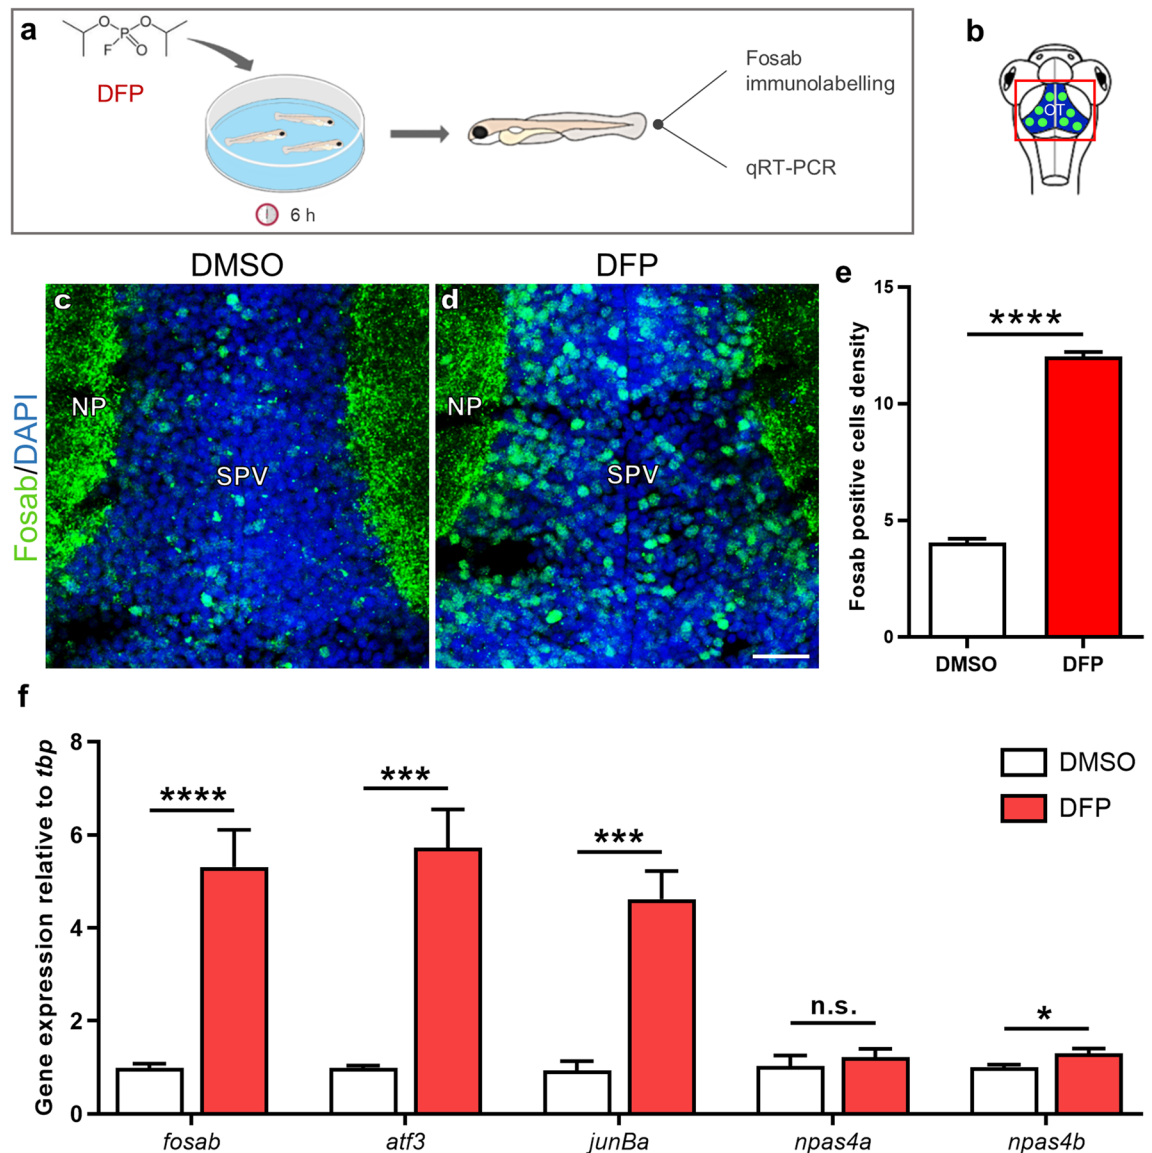 a
O
O
P
F
O
DFP
6 h
Fosab
immunolabelling
qRT-PCR
b
OT
DMSO
DFP
Fosab/DAPI
c
NP
SPV
d
NP
SPV
e
Fosab positive cells density
15
10
5
0
****
DMSO
DFP
f
Gene expression relative to tbp
8
6
4
2
0
****
***
***
n.s.
*
DMSO
DFP
fosab
atf3
junBa
npas4a
npas4b